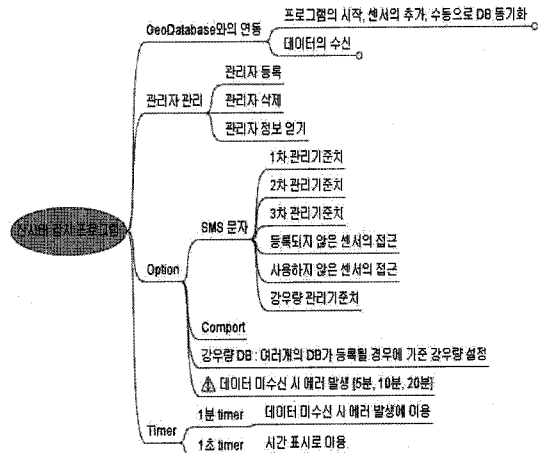 GeoDatabase와의 연동
프로그램의 시작, 센서의 추가, 수동으로 DB 동기화
데이터의 수신
관리자 관리
관리자 등록
관리자 삭제
관리자 정보 얻기
프로그램
Option
SMS 문자
1차 관리기준치
2차 관리기준치
3차 관리기준치
등록되지 않은 센서의 접근
사용하지 않은 센서의 접근
강우량 관리기준치
Comport
강우량 DB : 여러개의 DB가 등록될 경우에 기준 강우량 설정
데이터 미수신 시 에러 발생 [5분, 10분, 20분]
Timer
1분 timer 데이터 미수신 시 에러 발생에 이용
1초 timer 시간 표시로 이용